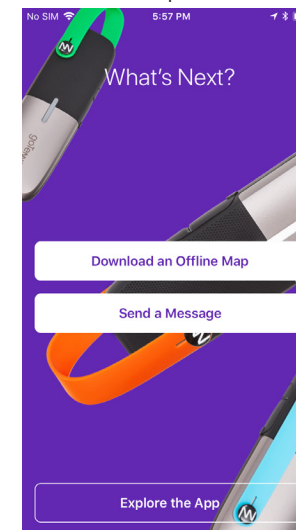 No SIM 5:57 PM
What's Next?
Download an Offline Map
Send a Message
Explore the App